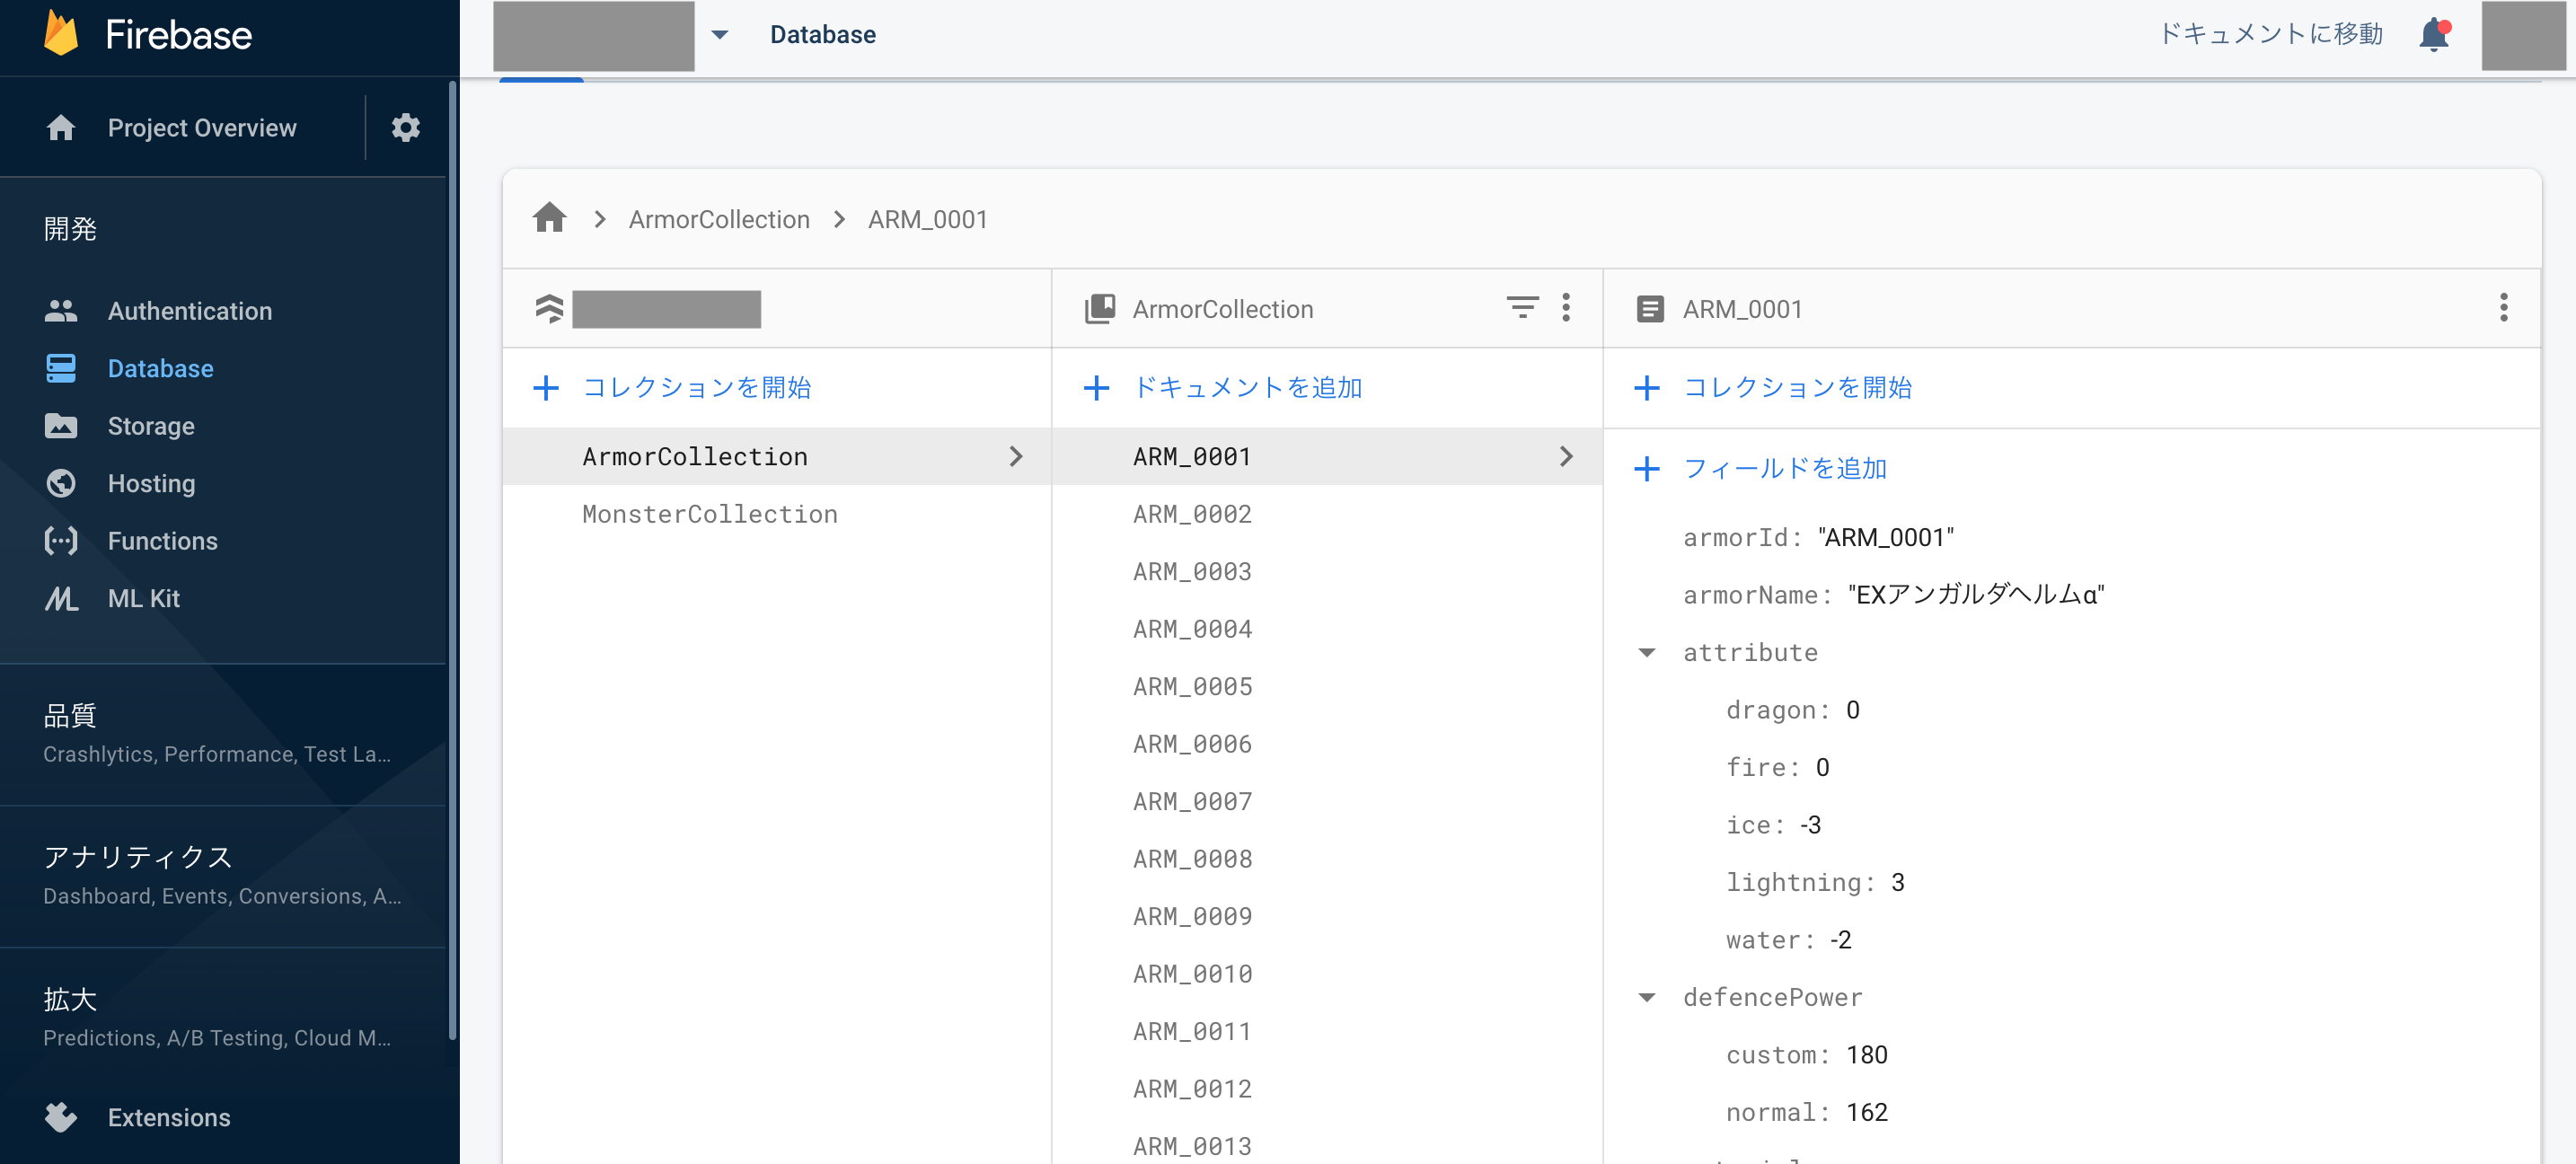 Firebase
Database
ドキュメントに移動
Project Overview
開発
Authentication
Database
Storage
Hosting
Functions
ML Kit
品質
Crashlytics, Performance, Test La…
アナリティクス
Dashboard, Events, Conversions, A…
拡大
Predictions, A/B Testing, Cloud M…
Extensions
ArmorCollection
ARM_0001
コレクションを開始
ArmorCollection
MonsterCollection
ArmorCollection
ドキュメントを追加
ARM_0001
ARM_0002
ARM_0003
ARM_0004
ARM_0005
ARM_0006
ARM_0007
ARM_0008
ARM_0009
ARM_0010
ARM_0011
ARM_0012
ARM_0013
ARM_0001
コレクションを開始
フィールドを追加
armorId: "ARM_0001"
armorName: "EXアンガルダヘルムα"
attribute
dragon: 0
fire: 0
ice: -3
lightning: 3
water: -2
defencePower
custom: 180
normal: 162